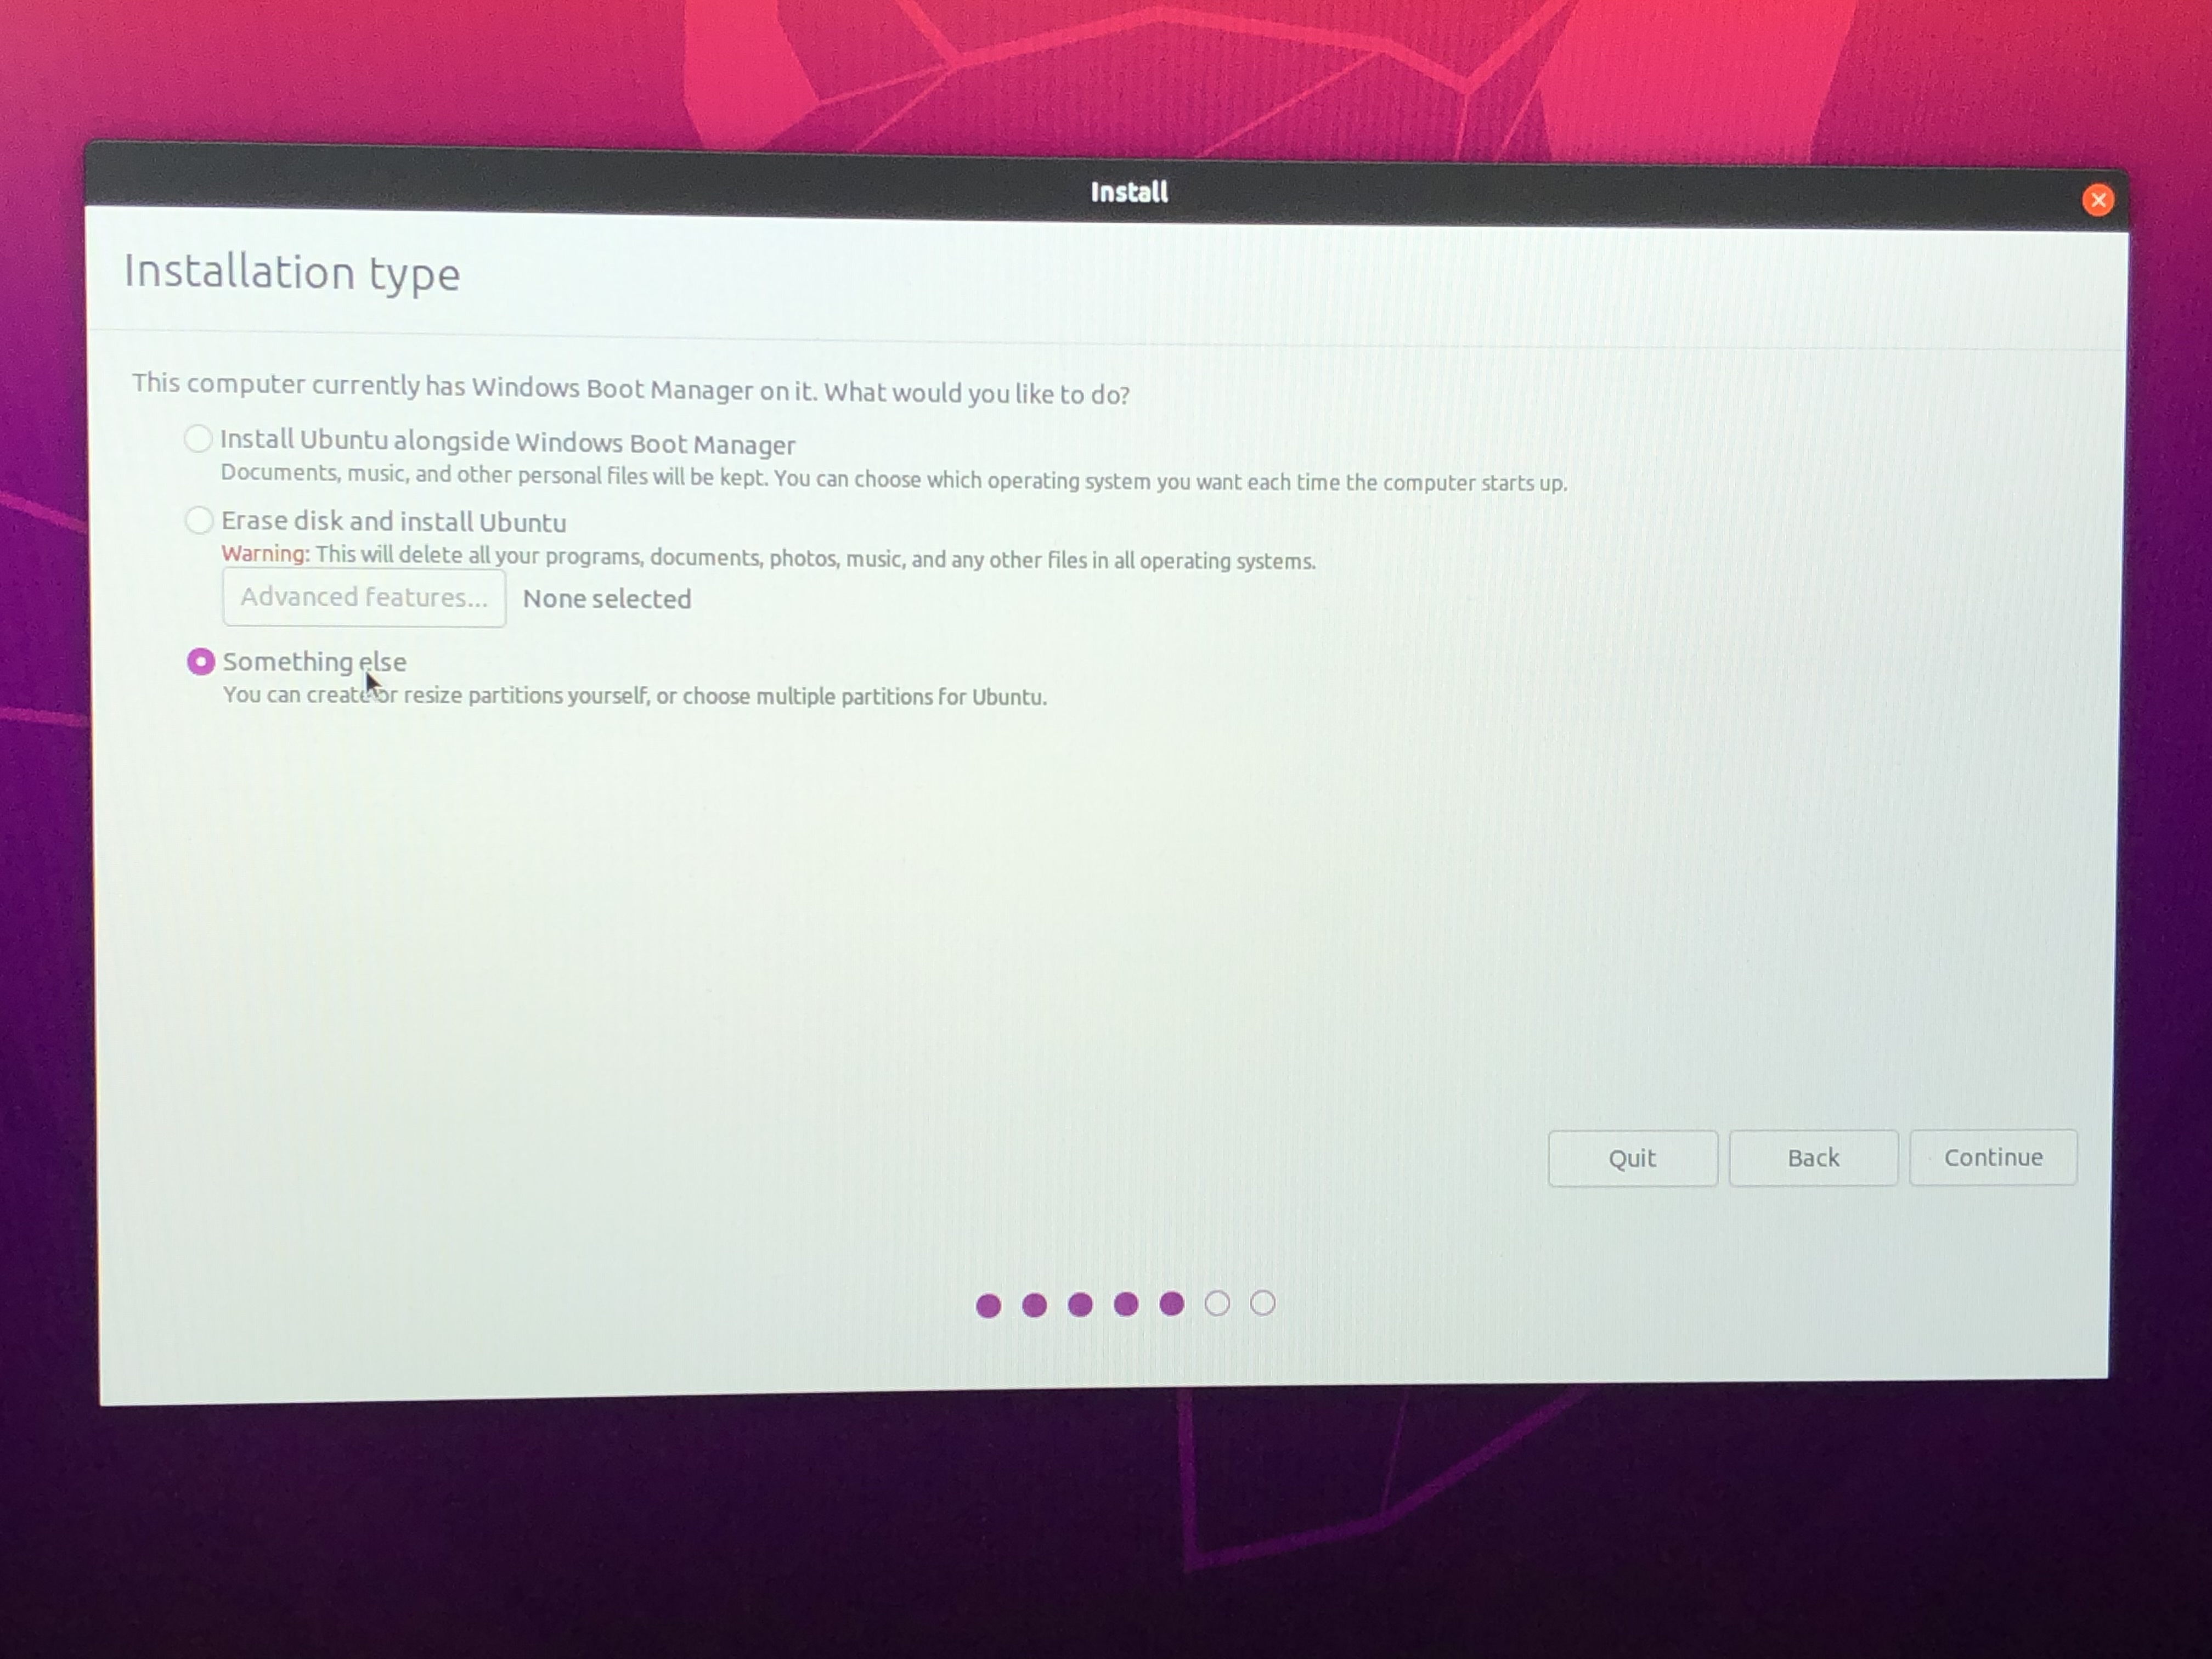 Install
Installation type
This computer currently has Windows Boot Manager on it. What would you like to do?
Install Ubuntu alongside Windows Boot Manager
Documents, music, and other personal files will be kept. You can choose which operating system you want each time the computer starts up.
Erase disk and install Ubuntu
Warning: This will delete all your programs, documents, photos, music, and any other files in all operating systems.
Advanced features... None selected
Something else
You can create or resize partitions yourself, or choose multiple partitions for Ubuntu.
Quit Back Continue